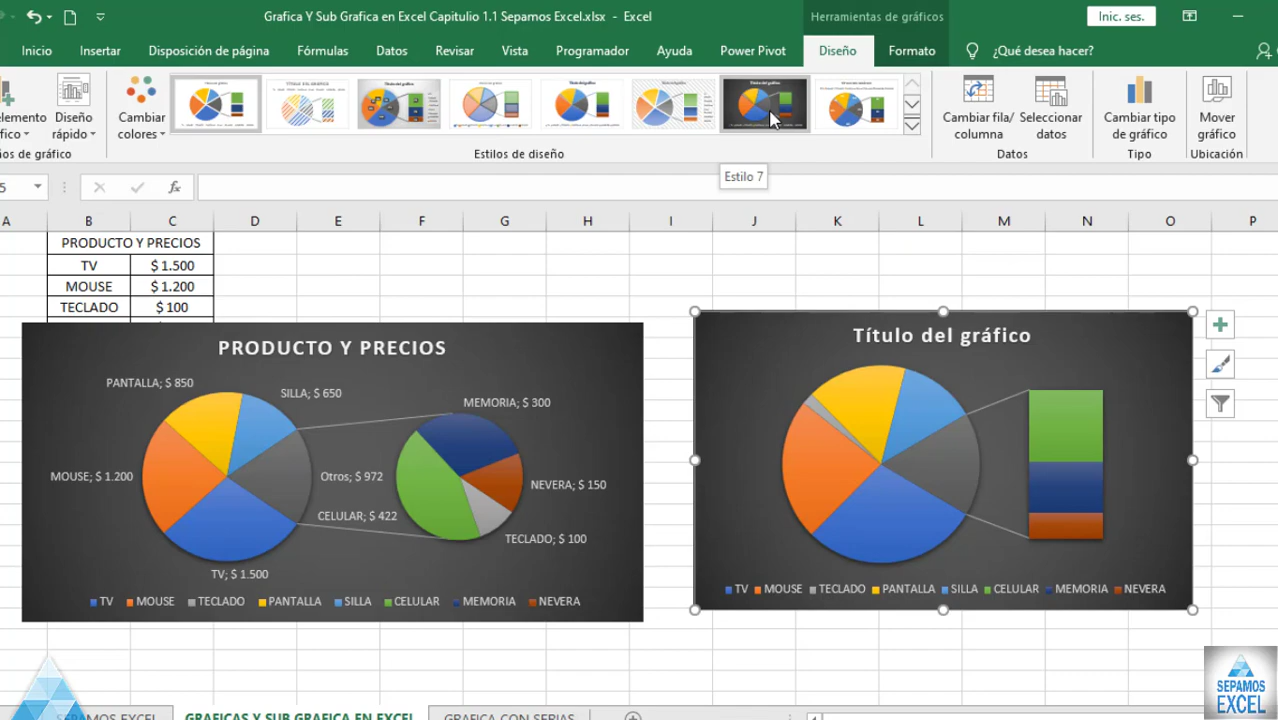 Grafica Y Sub Grafica en Excel Capitulo 1.1 Sepamos Excel.xlsx - Excel
Herramientas de gráficos
Inic. ses.
Inicio Insertar Disposición de página Fórmulas Datos Revisar Vista Programador Ayuda Power Pivot Diseño Formato ¿Qué desea hacer?
Diseño rápido
Cambiar colores
Cambiar fila/ columna
Seleccionar datos
Cambiar tipo de gráfico
Mover gráfico
Estilos de diseño
Datos
Tipo
Ubicación
Estilo 7
fx
A B C D E F G H I J K L M N O P
PRODUCTO Y PRECIOS
TV $ 1.500
MOUSE $ 1.200
TECLADO $ 100
PRODUCTO Y PRECIOS
PANTALLA; $ 850
SILLA; $ 650
MEMORIA; $ 300
MOUSE; $ 1.200
Otros; $ 972
NEVERA; $ 150
CELULAR; $ 422
TECLADO; $ 100
TV; $ 1.500
TV MOUSE TECLADO PANTALLA SILLA CELULAR MEMORIA NEVERA
Título del gráfico
TV MOUSE TECLADO PANTALLA SILLA CELULAR MEMORIA NEVERA
SEPAMOS EXCEL
SEPAMOS EXCEL
GRAFICAS Y SUB GRAFICA EN EXCEL
GRAFICA CON SERIAS